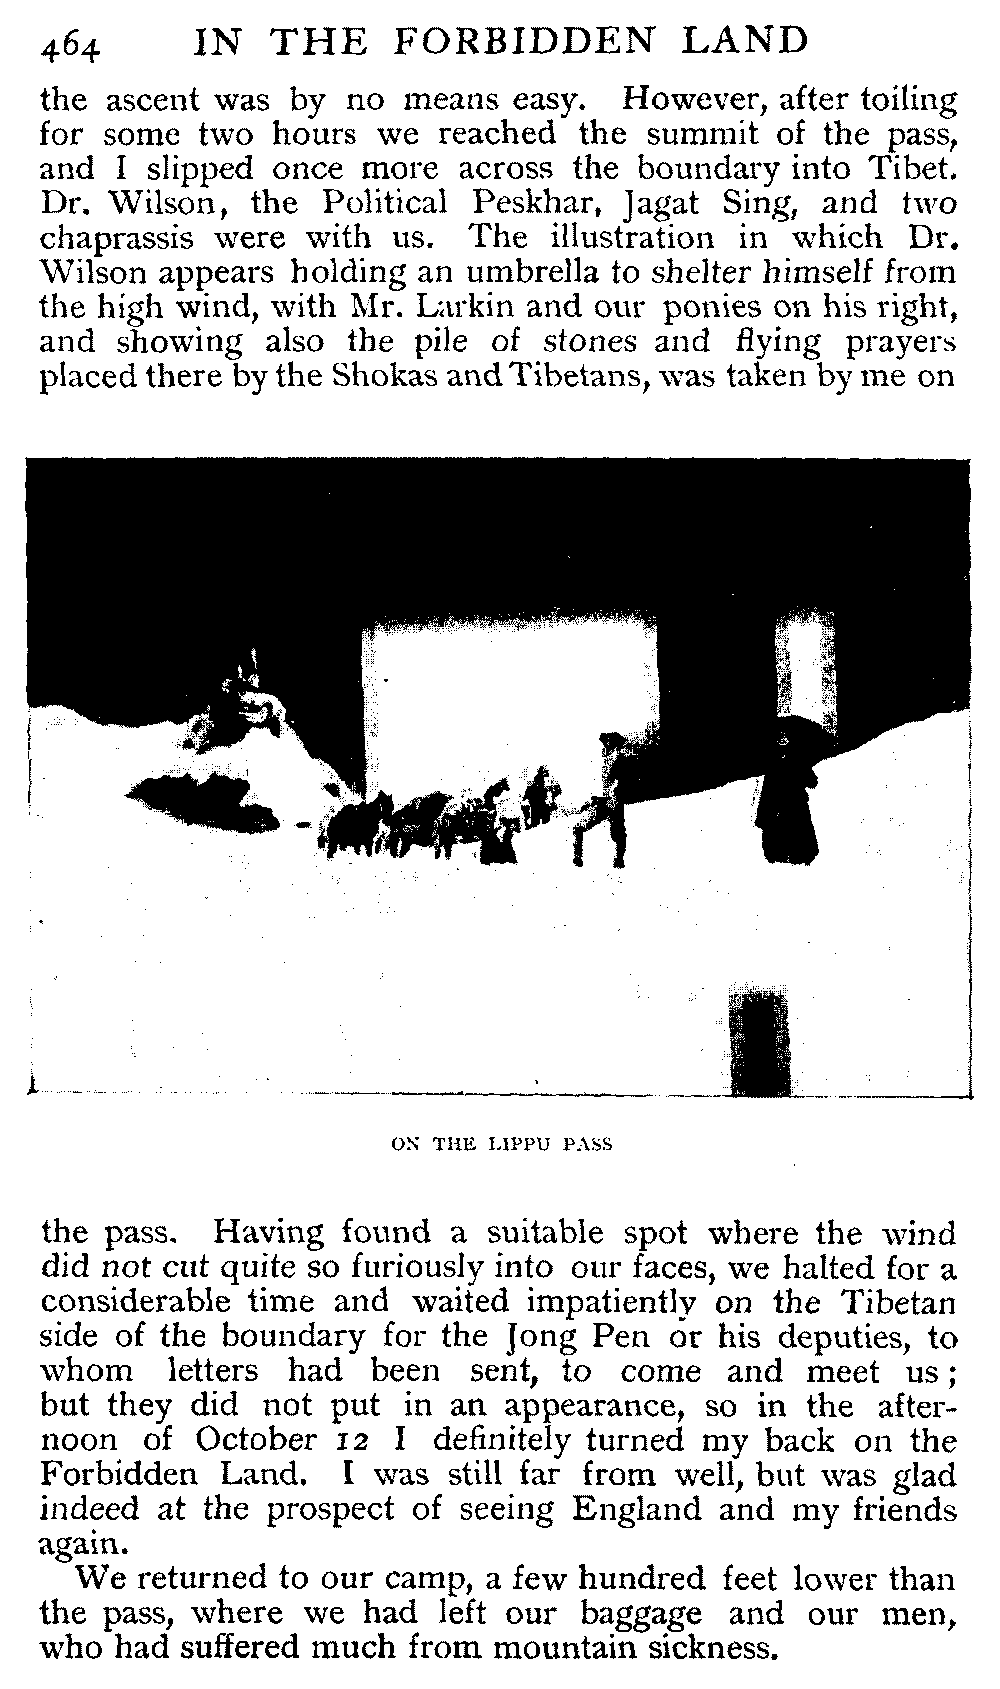 464 IN THE FORBIDDEN LAND
the ascent was by no means easy. However, after toiling
for some two hours we reached the summit of the pass,
and I slipped once more across the boundary into Tibet.
Dr. Wilson, the Political Peskhar, Jagat Sing, and two
chaprassis were with us. The illustration in which Dr.
Wilson appears holding an umbrella to shelter himself from
the high wind, with Mr. Larkin and our ponies on his right,
and showing also the pile of stones and flying prayers
placed there by the Shokas and Tibetans, was taken by me on
ON THE LIPPU PASS
the pass. Having found a suitable spot where the wind
did not cut quite so furiously into our faces, we halted for a
considerable time and waited impatiently on the Tibetan
side of the boundary for the Jong Pen or his deputies, to
whom letters had been sent, to come and meet us;
but they did not put in an appearance, so in the after-
noon of October 12 I definitely turned my back on the
Forbidden Land. I was still far from well, but was glad
indeed at the prospect of seeing England and my friends
again.
We returned to our camp, a few hundred feet lower than
the pass, where we had left our baggage and our men,
who had suffered much from mountain sickness.